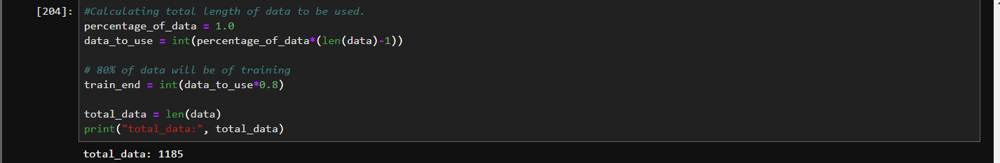 [204]: #Calculating total length of data to be used.
percentage_of_data = 1.0
data_to_use = int(percentage_of_data*(len(data)-1))
# 80% of data will be of training
train_end = int(data_to_use*0.8)
total_data = len(data)
print("total_data:", total_data)
total_data: 1185